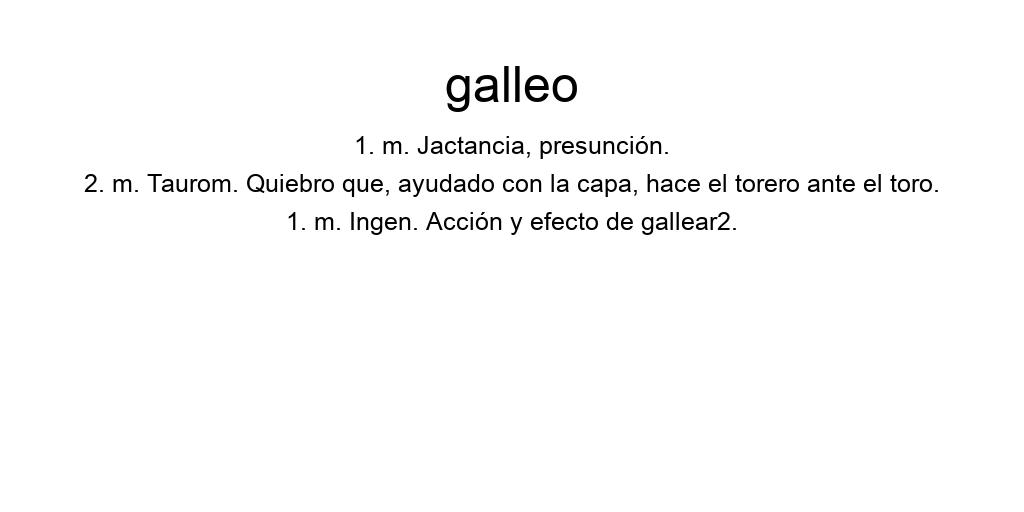 galleo
1. m. Jactancia, presunción.
2. m. Taurom. Quiebro que, ayudado con la capa, hace el torero ante el toro.
1. m. Ingen. Acción y efecto de gallear2.